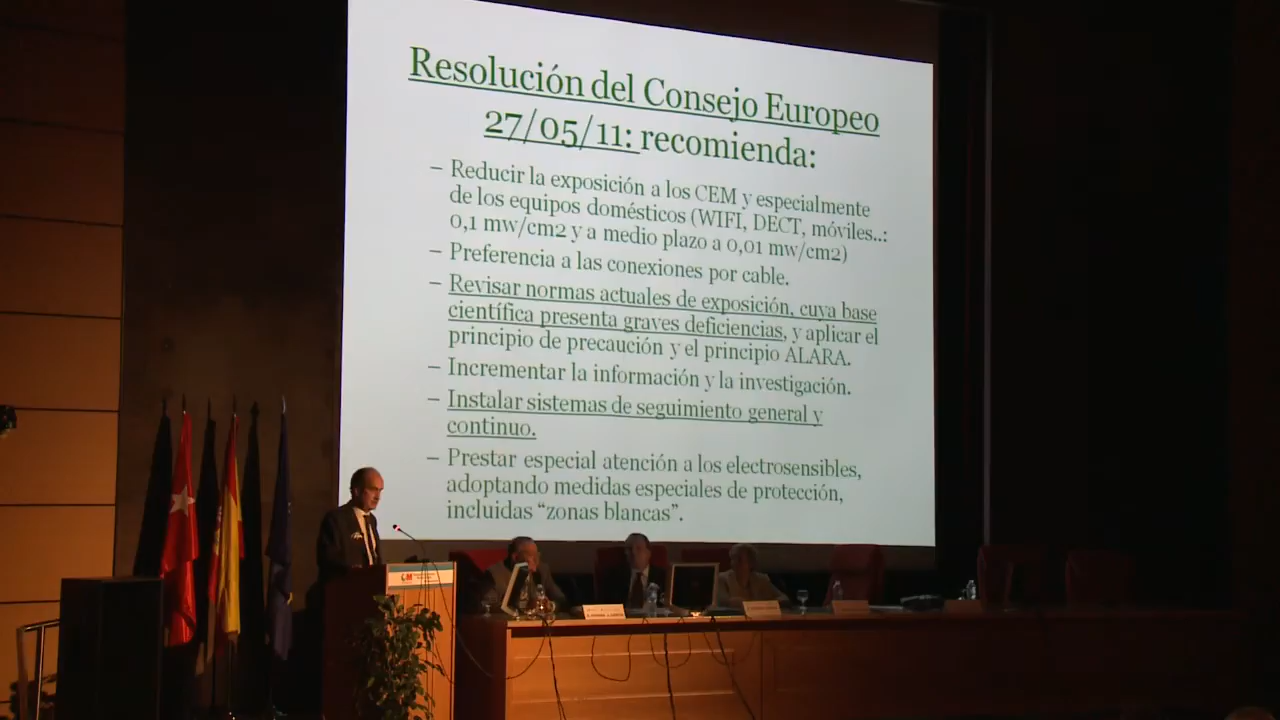 Resolución del Consejo Europeo
27/05/11: recomienda:
– Reducir la exposición a los CEM y especialmente
de los equipos domésticos (WIFI, DECT, móviles..:
0,1 mw/cm2 y a medio plazo a 0,01 mw/cm2)
– Preferencia a las conexiones por cable.
– Revisar normas actuales de exposición, cuya base
científica presenta graves deficiencias, y aplicar el
principio de precaución y el principio ALARA.
– Incrementar la información y la investigación.
– Instalar sistemas de seguimiento general y
continuo.
– Prestar especial atención a los electrosensibles,
adoptando medidas especiales de protección,
incluidas “zonas blancas”.